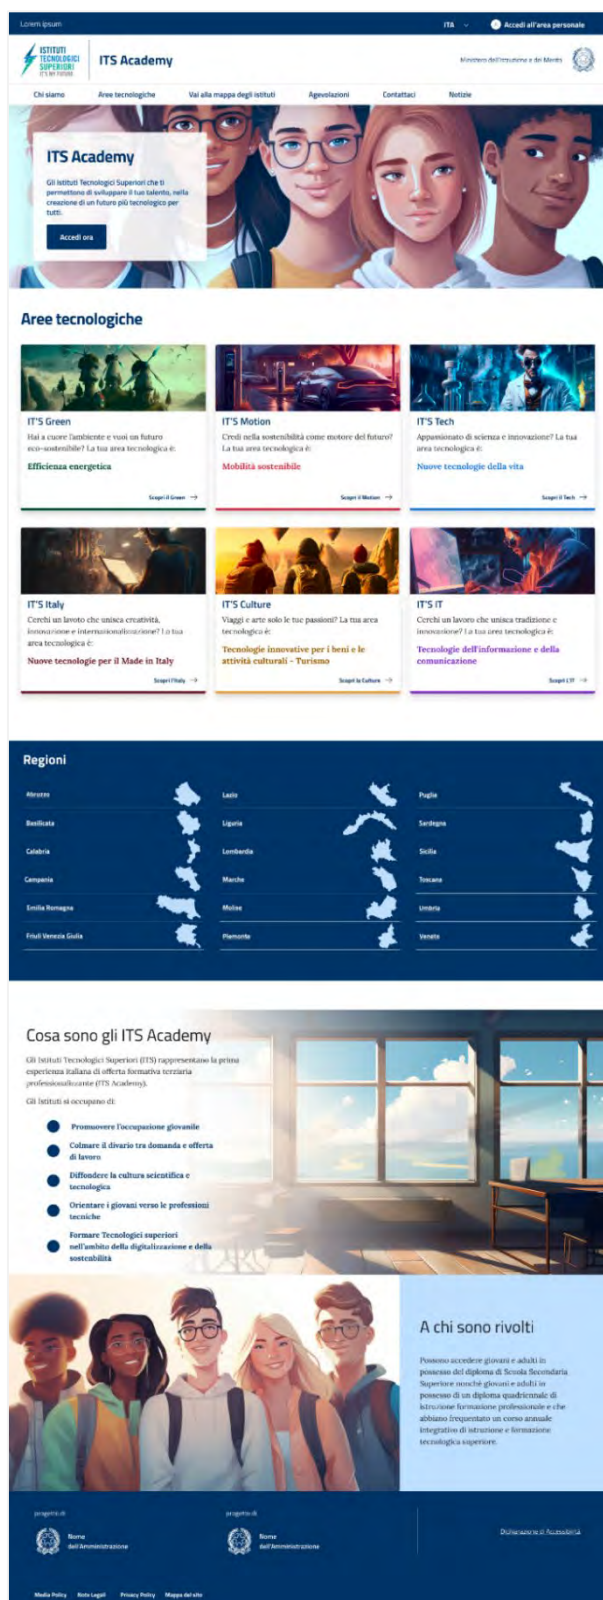 Lorem Ipsum
ITA
Accedi all'area personale
ISTITUTI
TECNOLOGICI
SUPERIORI
IT'S MY FUTURE
ITS Academy
Ministero dell'Istruzione e del Merito
Chi siamo
Aree tecnologiche
Vai alla mappa degli istituti
Agevolazioni
Contattaci
Notizie
ITS Academy
Gli Istituti Tecnologici Superiori che ti
permettono di sviluppare il tuo talento, nella
creazione di un futuro più tecnologico per
tutti.
Accedi ora
Aree tecnologiche
IT'S Green
Hai a cuore l'ambiente e vuoi un futuro
eco-sostenibile? La tua area tecnologica è:
Efficienza energetica
Scopri il Green →
IT'S Motion
Credi nella sostenibilità come motore del futuro?
La tua area tecnologica è:
Mobilità sostenibile
Scopri il Motion →
IT'S Tech
Appassionato di scienza e innovazione? La tua
area tecnologica è:
Nuove tecnologie della vita
Scopri il Tech →
IT'S Italy
Cerchi un lavoto che unisca creatività,
innovazione e internazionalizzazione? La tua
area tecnologica è:
Nuove tecnologie per il Made in Italy
Scopri l'Italy →
IT'S Culture
Viaggi e arte solo le tue passioni? La tua area
tecnologica è:
Tecnologie innovative per i beni e le
attività culturali - Turismo
Scopri la Culture →
IT'S IT
Cerchi un lavoro che unisca tradizione e
innovazione? La tua area tecnologica è:
Tecnologie dell'informazione e della
comunicazione
Scopri L'IT →
Regioni
Abruzzo
Lazio
Puglia
Basilicata
Liguria
Sardegna
Calabria
Lombardia
Sicilia
Campania
Marche
Toscana
Emilia Romagna
Molise
Umbria
Friuli Venezia Giulia
Piemonte
Veneto
Cosa sono gli ITS Academy
Gli Istituti Tecnologici Superiori (ITS) rappresentano la prima
esperienza italiana di offerta formativa terziaria
professionalizzante (ITS Academy).
Gli Istituti si occupano di:
Promuovere l'occupazione giovanile
Colmare il divario tra domanda e offerta
di lavoro
Diffondere la cultura scientifica e
tecnologica
Orientare i giovani verso le professioni
tecniche
Formare Tecnologici superiori
nell'ambito della digitalizzazione e della
sostenbilità
A chi sono rivolti
Possono accedere giovani e adulti in
possesso del diploma di Scuola Secondaria
Superiore nonché giovani e adulti in
possesso di un diploma quadriennale di
istruzione formazione professionale e che
abbiano frequentato un corso annuale
integrativo di istruzione e formazione
tecnologica superiore.
progetto di
Nome
dell'Amministrazione
progetto di
Nome
dell'Amministrazione
Dichiarazione di Accessibilità
Media Policy
Note Legali
Privacy Policy
Mappa del sito